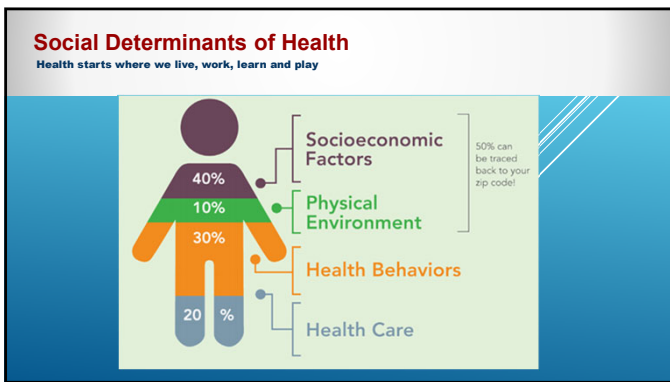 Social Determinants of Health
Health starts where we live, work, learn and play
40%
10%
30%
20 %
Socioeconomic
Factors
Physical
Environment
Health Behaviors
Health Care
50% can
be traced
back to your
zip code!